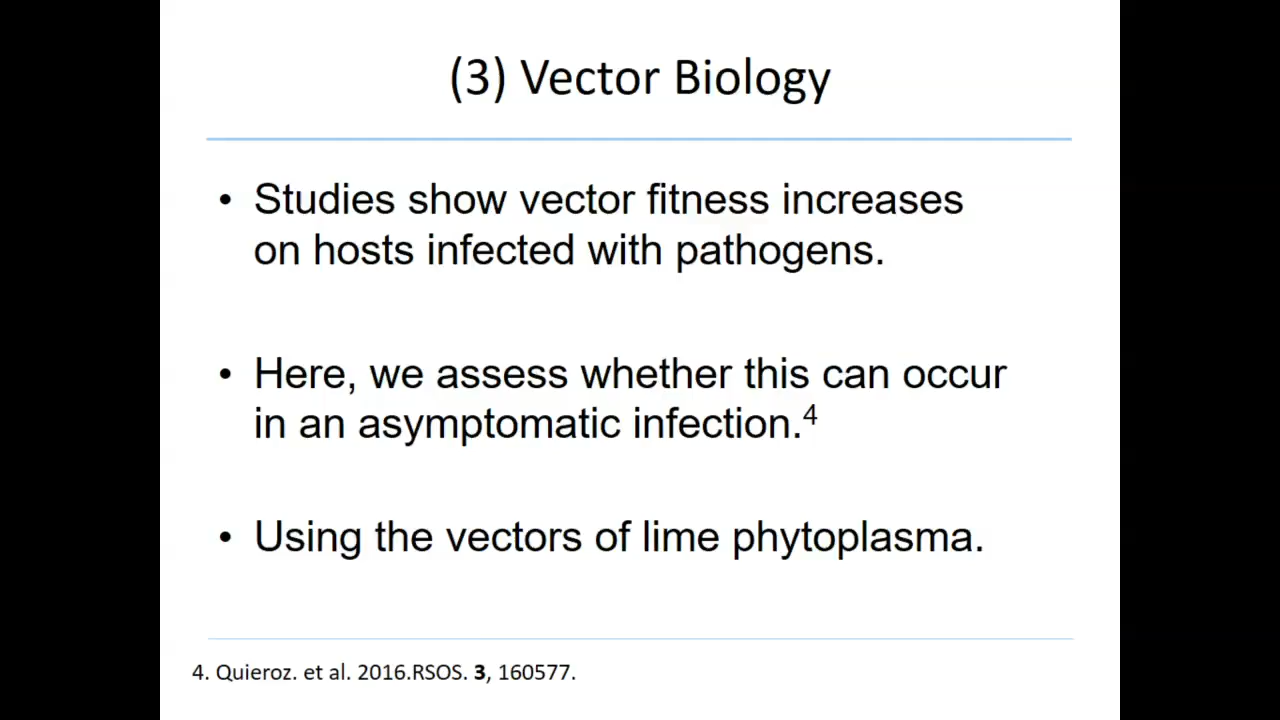 (3) Vector Biology
• Studies show vector fitness increases
on hosts infected with pathogens.
• Here, we assess whether this can occur
in an asymptomatic infection.⁴
• Using the vectors of lime phytoplasma.
4. Quieroz. et al. 2016.RSOS. 3, 160577.